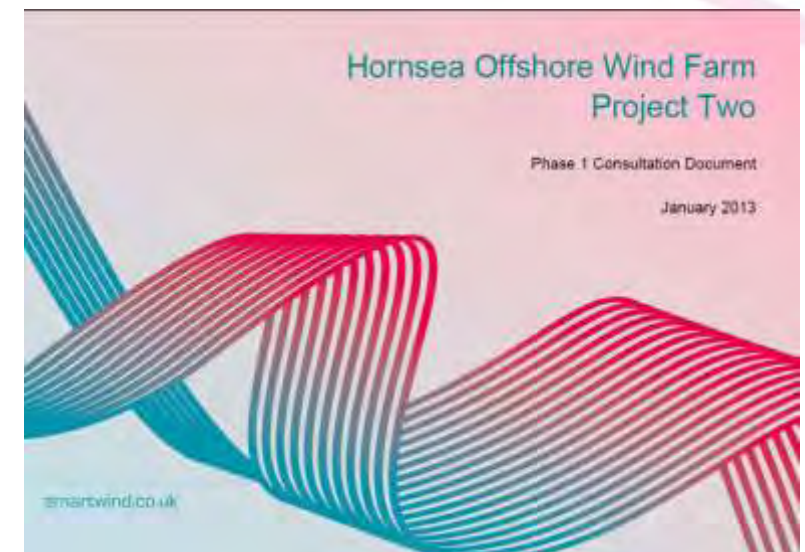 Hornsea Offshore Wind Farm
Project Two
Phase 1 Consultation Document
January 2013
smartwind.co.uk